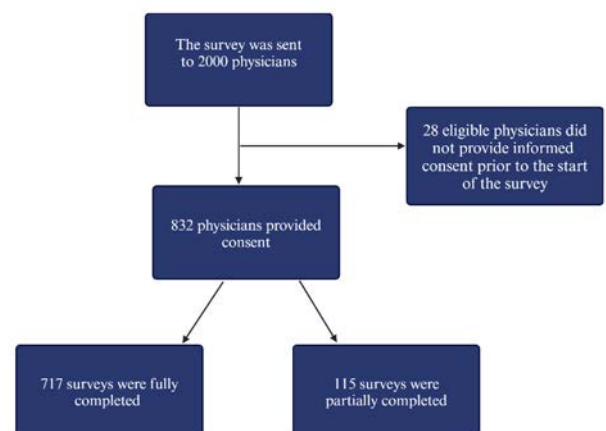 The survey was sent
to 2000 physicians
28 eligible physicians did
not provide informed
consent prior to the start
of the survey
832 physicians provided
consent
717 surveys were fully
completed
115 surveys were
partially completed